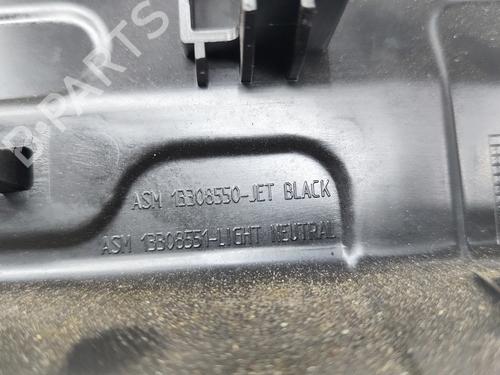 B-PARTS
ASM 13308550-JET BLACK
ASM 13308551-LIGHT NEUTRAL